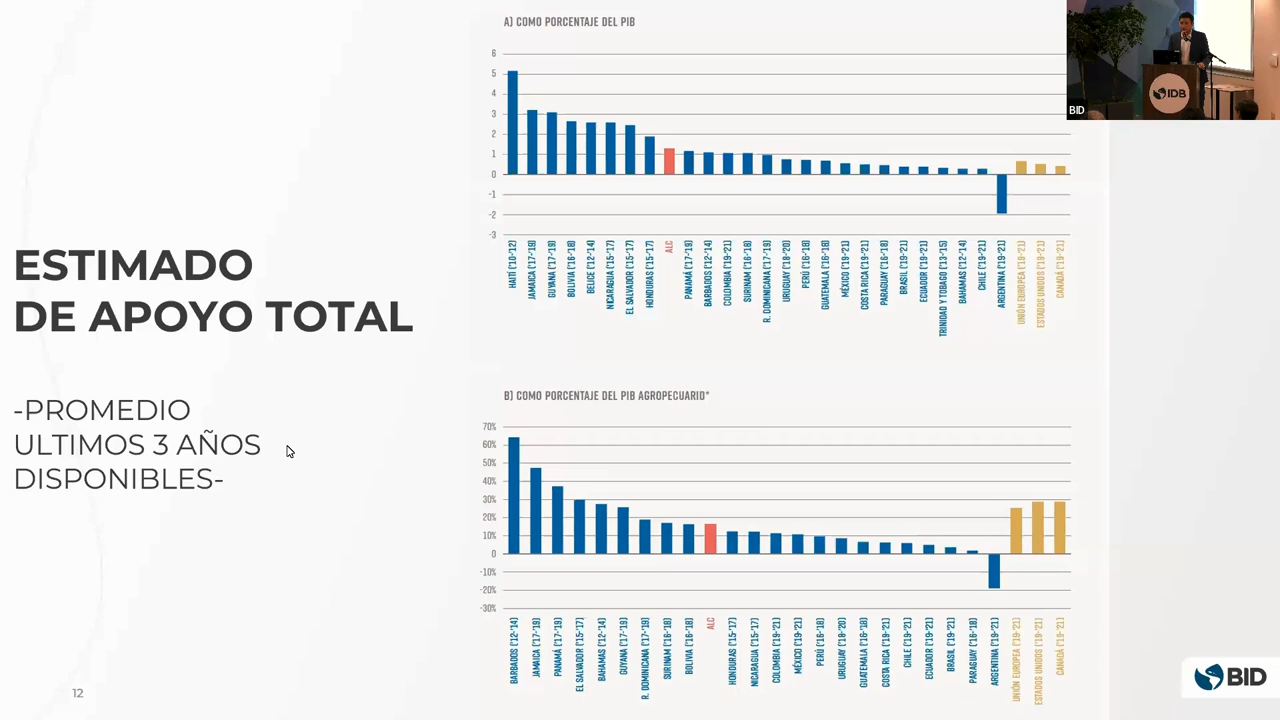 A) COMO PORCENTAJE DEL PIB
6
5
4
3
2
1
0
-1
-2
-3
HAITÍ ('10-'12)
JAMAICA ('17-'19)
GUYANA ('17-'19)
BOLIVIA ('16-'18)
BELICE ('12-'14)
NICARAGUA ('15-'17)
EL SALVADOR ('15-'17)
HONDURAS ('15-'17)
ALC
PANAMÁ ('17-'19)
BARBADOS ('12-'14)
COLOMBIA ('19-'21)
SURINAM ('16-'18)
R. DOMINICANA ('17-'19)
URUGUAY ('18-'20)
PERÚ ('16-'18)
GUATEMALA ('16-'18)
MÉXICO ('19-'21)
COSTA RICA ('19-'21)
PARAGUAY ('16-'18)
BRASIL ('19-'21)
ECUADOR ('19-'21)
TRINIDAD Y TOBAGO ('13-'15)
BAHAMAS ('12-'14)
CHILE ('19-'21)
ARGENTINA ('19-'21)
UNIÓN EUROPEA ('19-'21)
ESTADOS UNIDOS ('19-'21)
CANADÁ ('19-'21)
IDB
BID
ESTIMADO
DE APOYO TOTAL
-PROMEDIO
ULTIMOS 3 AÑOS
DISPONIBLES-
B) COMO PORCENTAJE DEL PIB AGROPECUARIO*
70%
60%
50%
40%
30%
20%
10%
0
-10%
-20%
-30%
BARBADOS ('12-'14)
JAMAICA ('17-'19)
PANAMÁ ('17-'19)
EL SALVADOR ('15-'17)
BAHAMAS ('12-'14)
GUYANA ('17-'19)
R. DOMINICANA ('17-'19)
SURINAM ('16-'18)
BOLIVIA ('16-'18)
ALC
HONDURAS ('15-'17)
NICARAGUA ('15-'17)
COLOMBIA ('19-'21)
MÉXICO ('19-'21)
PERÚ ('16-'18)
URUGUAY ('18-'20)
GUATEMALA ('16-'18)
COSTA RICA ('19-'21)
CHILE ('19-'21)
ECUADOR ('19-'21)
BRASIL ('19-'21)
PARAGUAY ('16-'18)
ARGENTINA ('19-'21)
UNIÓN EUROPEA ('19-'21)
ESTADOS UNIDOS ('19-'21)
CANADÁ ('19-'21)
12
BID